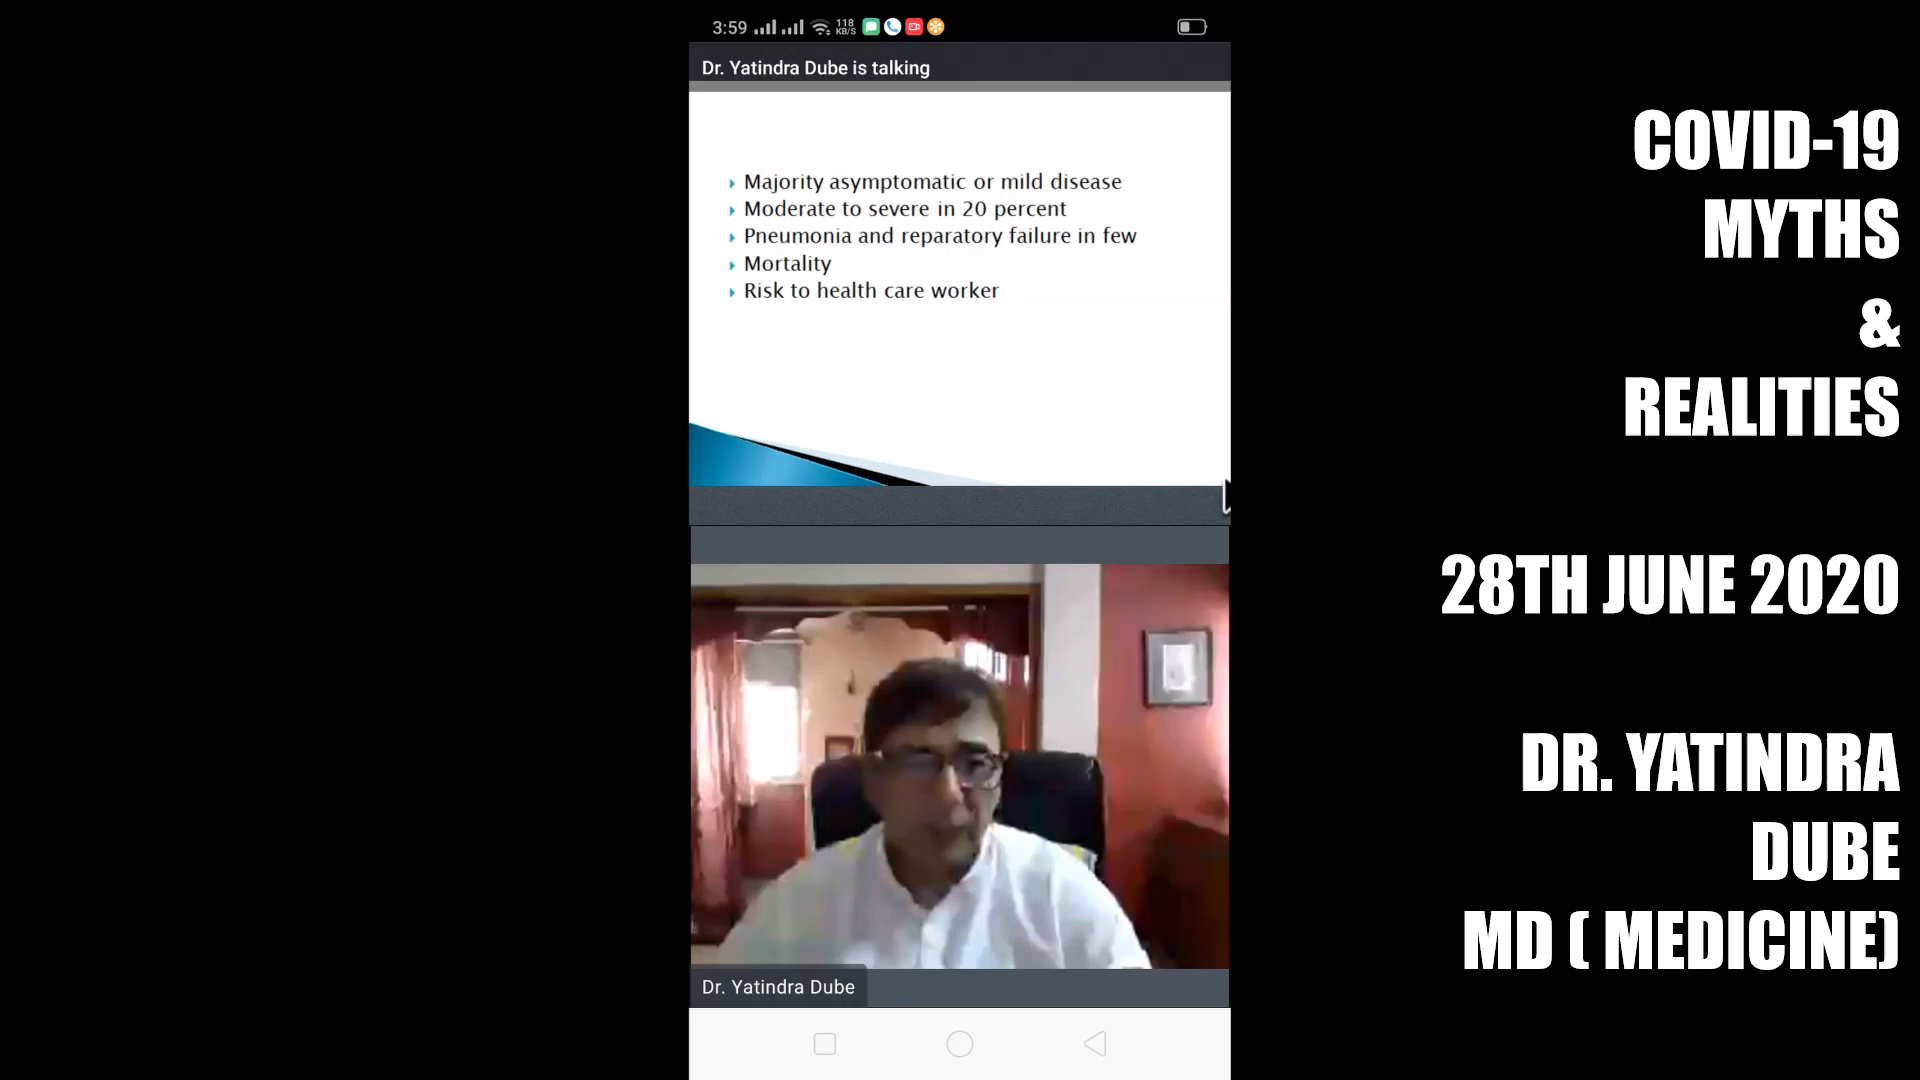 3:59
118
KB/S
Dr. Yatindra Dube is talking
Majority asymptomatic or mild disease
Moderate to severe in 20 percent
Pneumonia and reparatory failure in few
Mortality
Risk to health care worker
Dr. Yatindra Dube
COVID-19
MYTHS
&
REALITIES
28TH JUNE 2020
DR. YATINDRA
DUBE
MD ( MEDICINE)